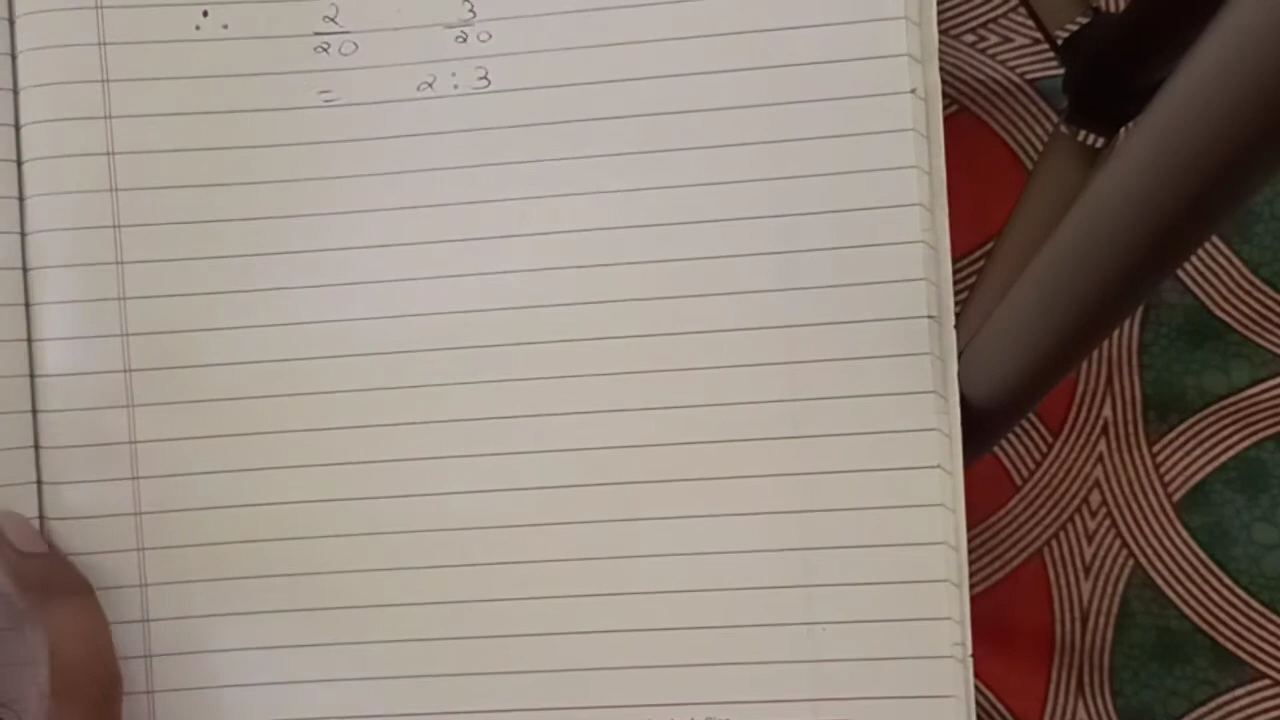 ∴ 2/20 3/20
= 2 : 3